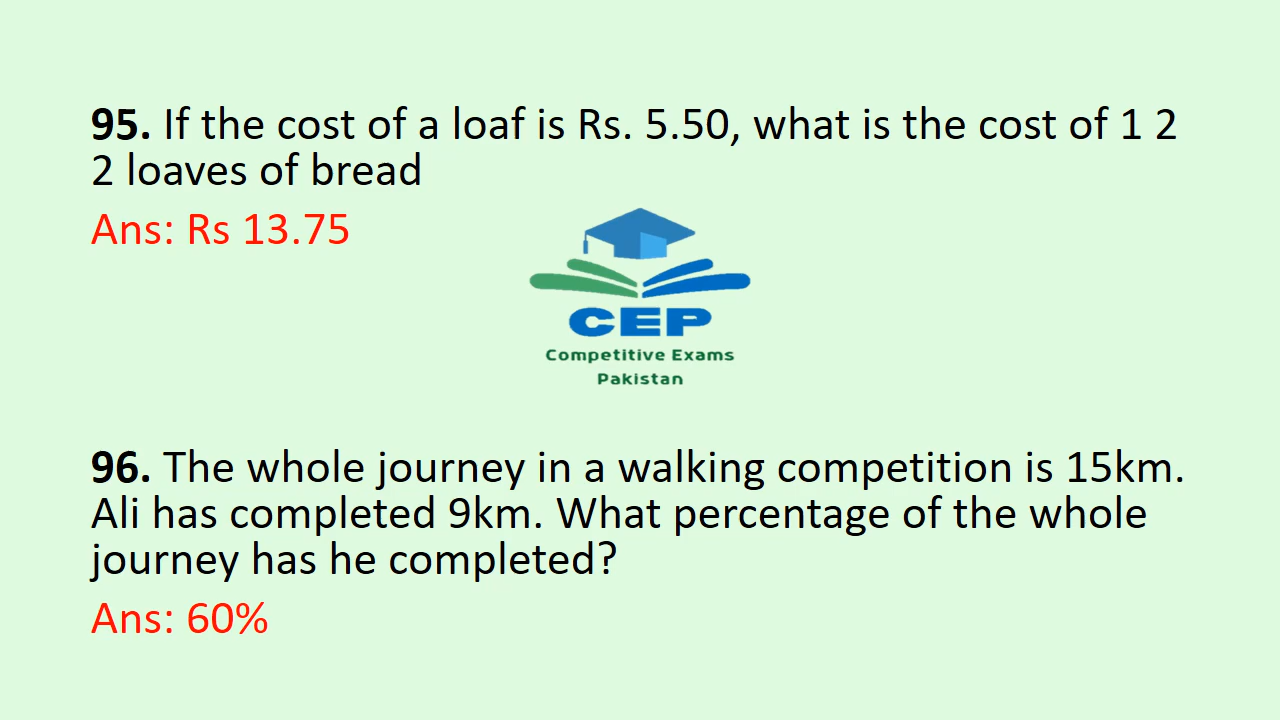 95. If the cost of a loaf is Rs. 5.50, what is the cost of 1 2
2 loaves of bread
Ans: Rs 13.75
CEP
Competitive Exams
Pakistan
96. The whole journey in a walking competition is 15km.
Ali has completed 9km. What percentage of the whole
journey has he completed?
Ans: 60%